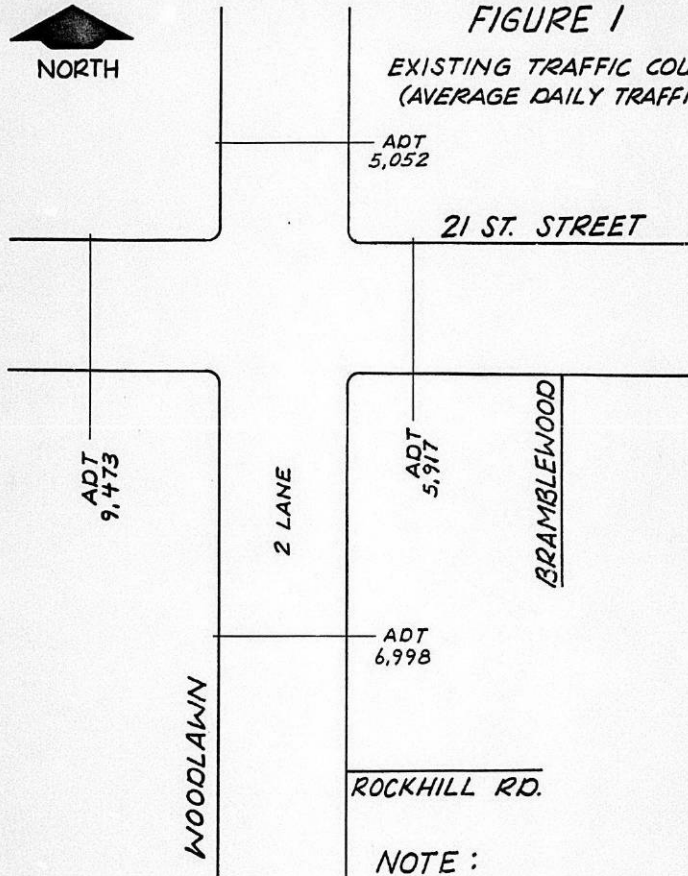 NORTH
FIGURE 1
EXISTING TRAFFIC COU
(AVERAGE DAILY TRAFFI
ADT
5,052
21 ST. STREET
ADT
9,473
ADT
5,917
2 LANE
BRAMBLEWOOD
ADT
6,998
WOODLAWN
ROCKHILL RD.
NOTE :